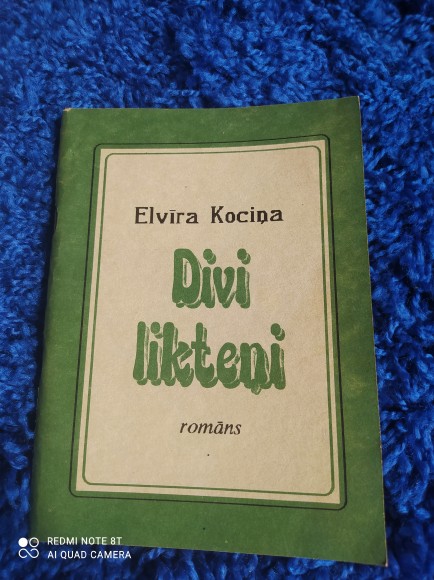 Elvīra Kociņa
Divi
likteņi
romāns
REDMI NOTE 8T
AI QUAD CAMERA